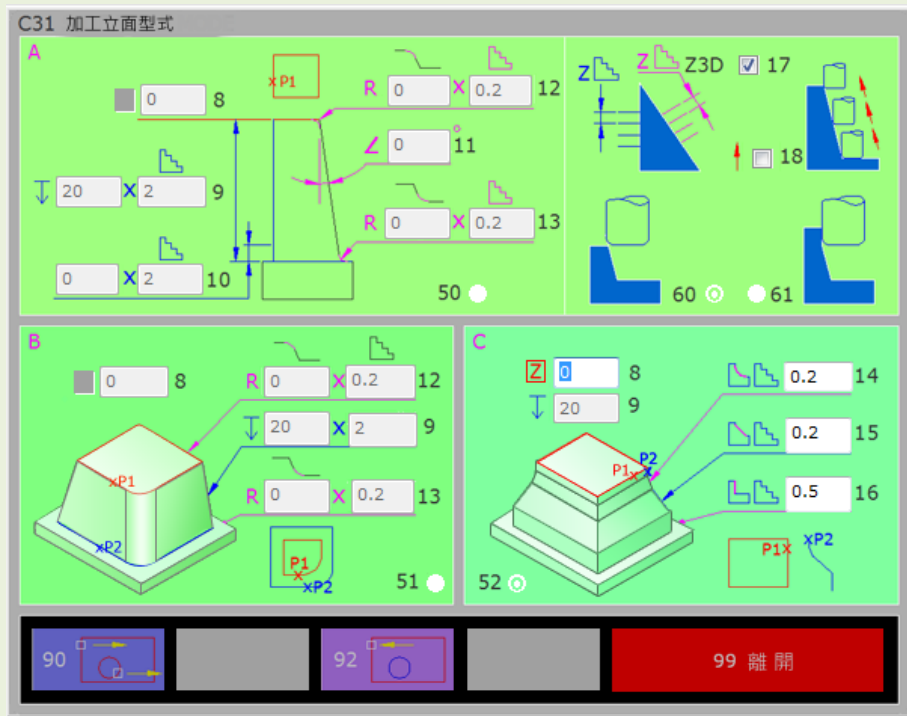 C31 加工立面型式
A
P1
0 8
R 0 X 0.2 12
∠ 0 ° 11
20 X 2 9
R 0 X 0.2 13
0 X 2 10
50
Z Z Z3D 17
18
60 61
B
0 8
R 0 X 0.2 12
20 X 2 9
R 0 X 0.2 13
P1
P2
P1
P2
51
C
Z 0 8
20 9
0.2 14
0.2 15
0.5 16
P1 P2
P1 P2
52
90 92 99 離開